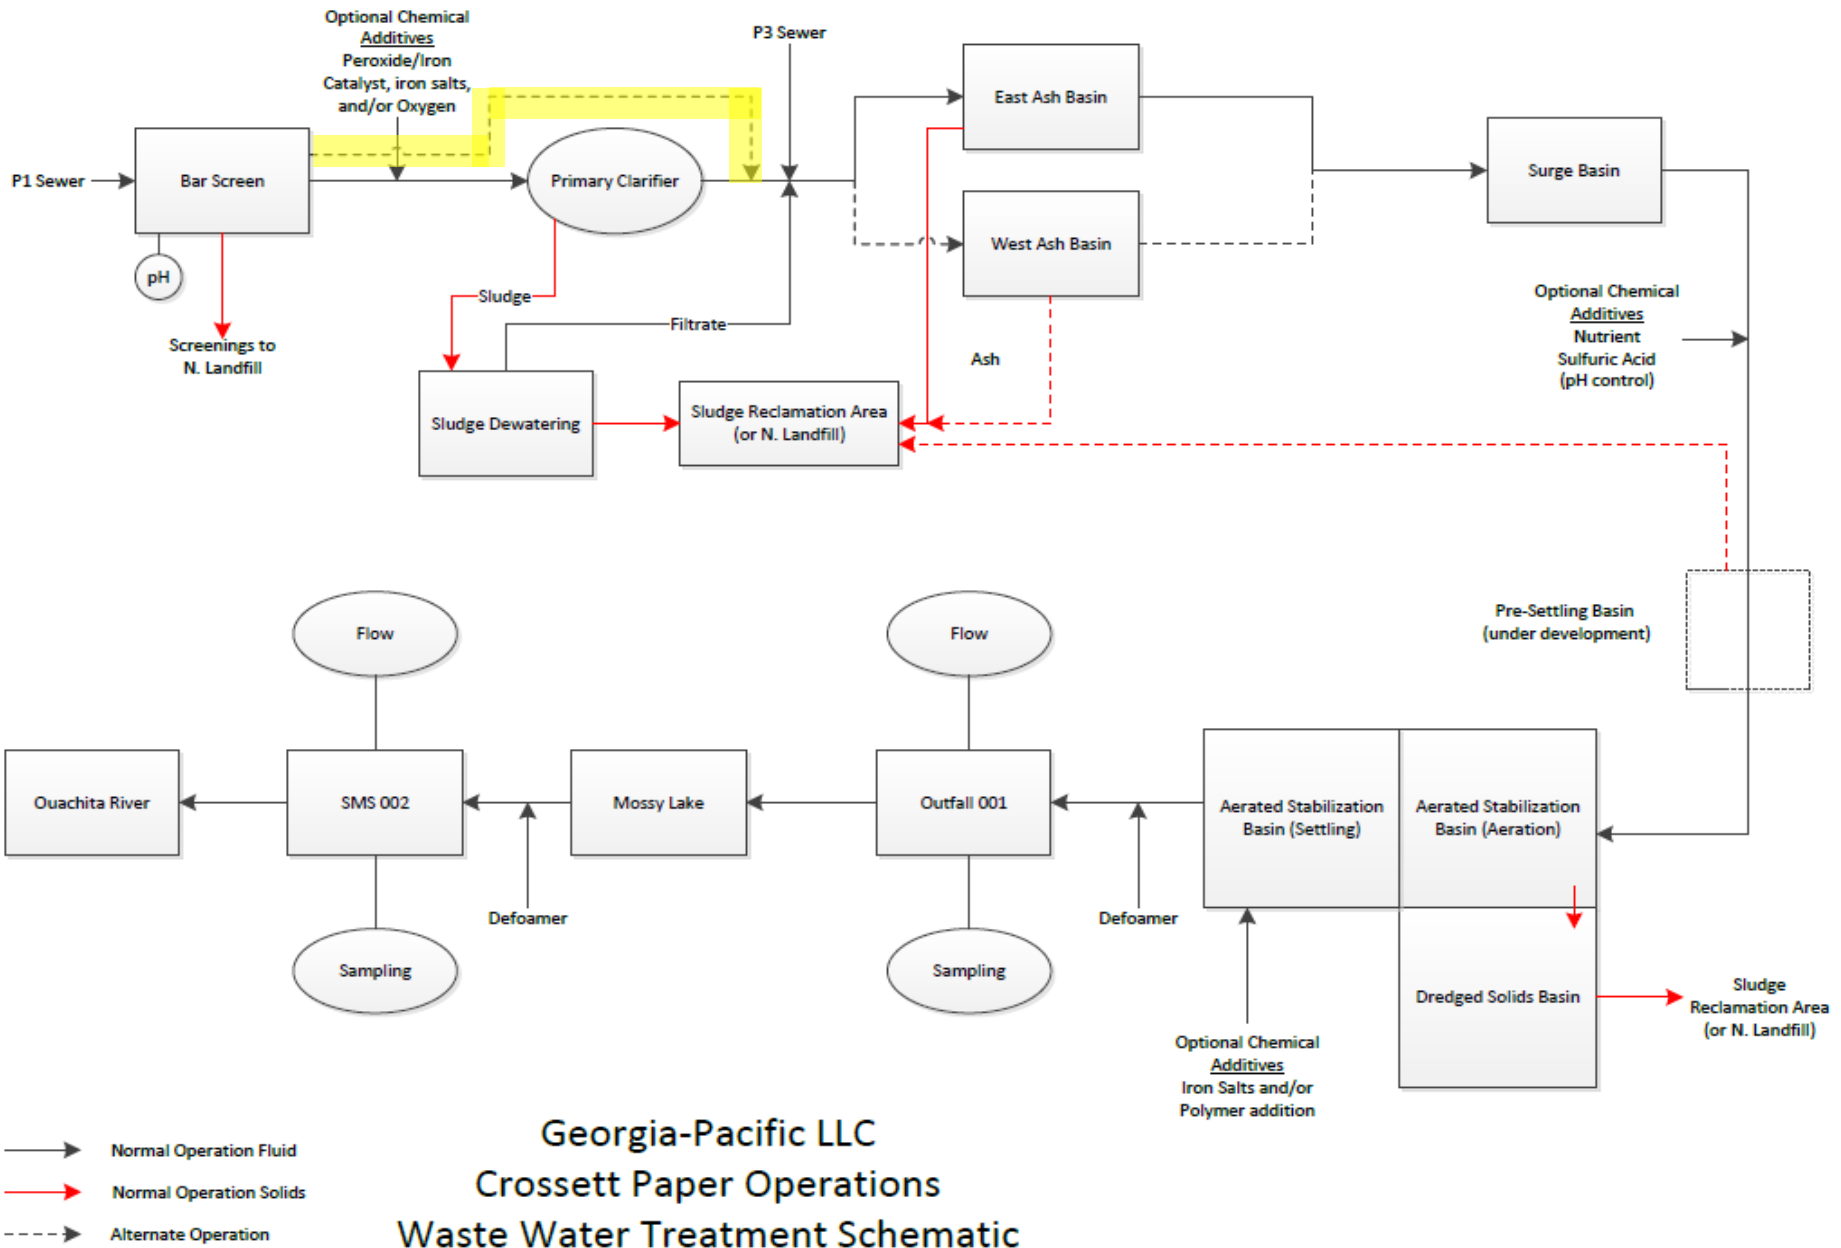 Optional Chemical
Additives
Peroxide/Iron
Catalyst, iron salts,
and/or Oxygen
P3 Sewer
East Ash Basin
P1 Sewer
Bar Screen
Primary Clarifier
Surge Basin
West Ash Basin
pH
Sludge
Filtrate
Screenings to
N. Landfill
Ash
Optional Chemical
Additives
Nutrient
Sulfuric Acid
(pH control)
Sludge Dewatering
Sludge Reclamation Area
(or N. Landfill)
Pre-Settling Basin
(under development)
Flow
Flow
Ouachita River
SMS 002
Mossy Lake
Outfall 001
Aerated Stabilization
Basin (Settling)
Aerated Stabilization
Basin (Aeration)
Defoamer
Defoamer
Sampling
Sampling
Dredged Solids Basin
Sludge
Reclamation Area
(or N. Landfill)
Optional Chemical
Additives
Iron Salts and/or
Polymer addition
Normal Operation Fluid
Normal Operation Solids
Alternate Operation
Georgia-Pacific LLC
Crossett Paper Operations
Waste Water Treatment Schematic